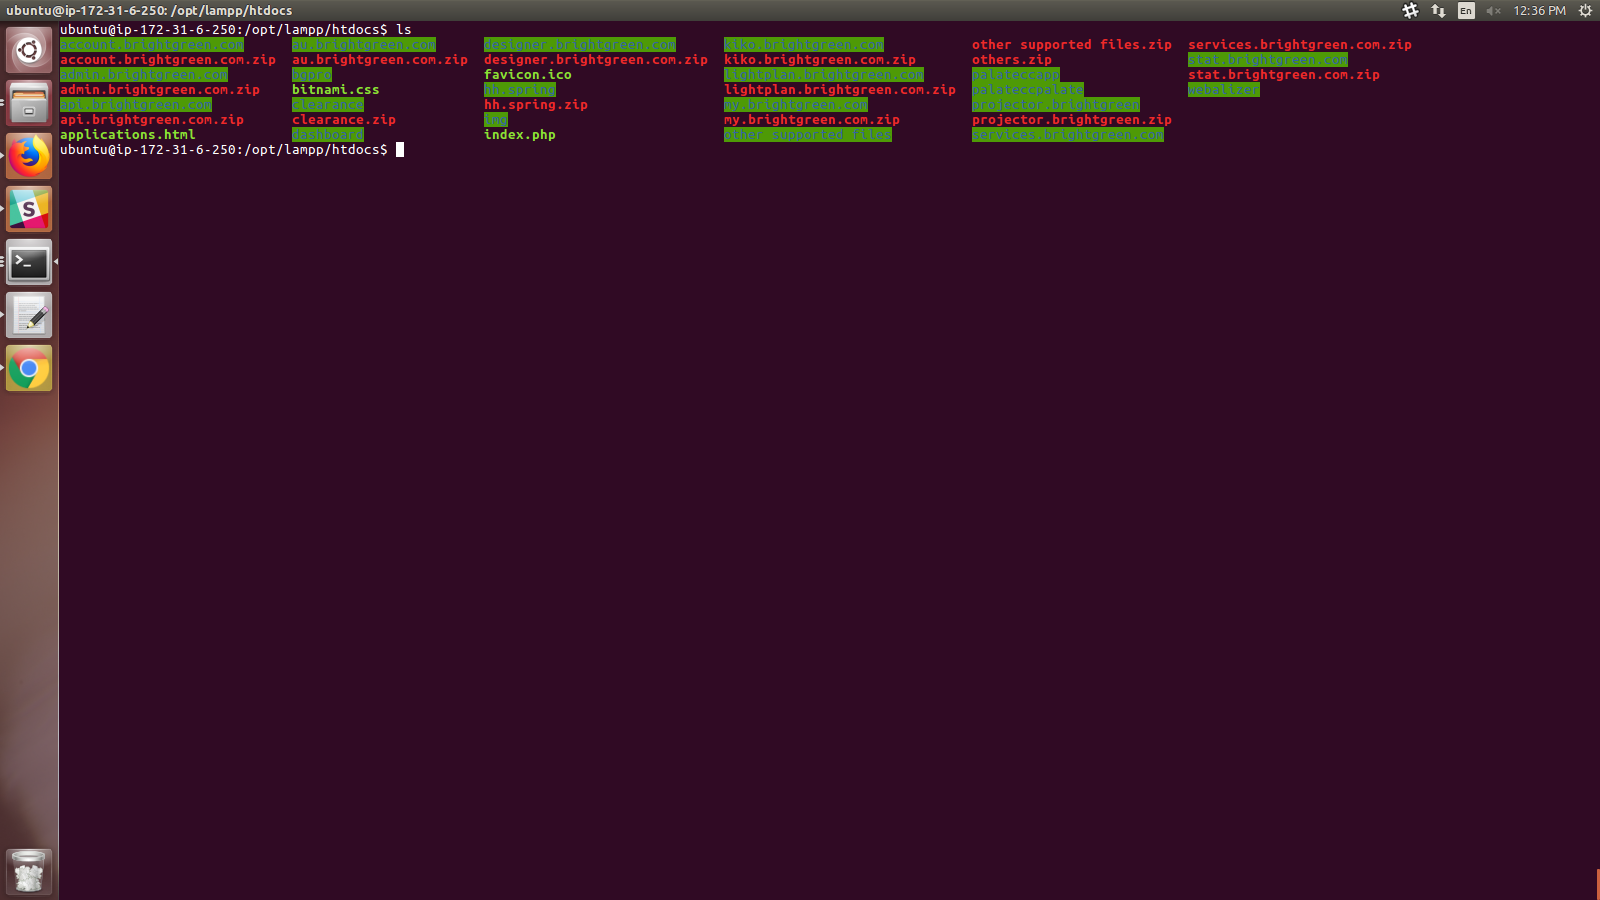 ubuntu@ip-172-31-6-250: /opt/lampp/htdocs En 12:36 PM
ubuntu@ip-172-31-6-250:/opt/lampp/htdocs$ ls
account.brightgreen.com au.brightgreen.com designer.brightgreen.com kiko.brightgreen.com other supported files.zip services.brightgreen.com.zip
account.brightgreen.com.zip au.brightgreen.com.zip designer.brightgreen.com.zip kiko.brightgreen.com.zip others.zip stat.brightgreen.com
admin.brightgreen.com bgpro favicon.ico lightplan.brightgreen.com palateccapp stat.brightgreen.com.zip
admin.brightgreen.com.zip bitnami.css hh.spring lightplan.brightgreen.com.zip palateccpalate webalizer
api.brightgreen.com clearance hh.spring.zip my.brightgreen.com projector.brightgreen
api.brightgreen.com.zip clearance.zip img my.brightgreen.com.zip projector.brightgreen.zip
applications.html dashboard index.php other supported files services.brightgreen.com
ubuntu@ip-172-31-6-250:/opt/lampp/htdocs$